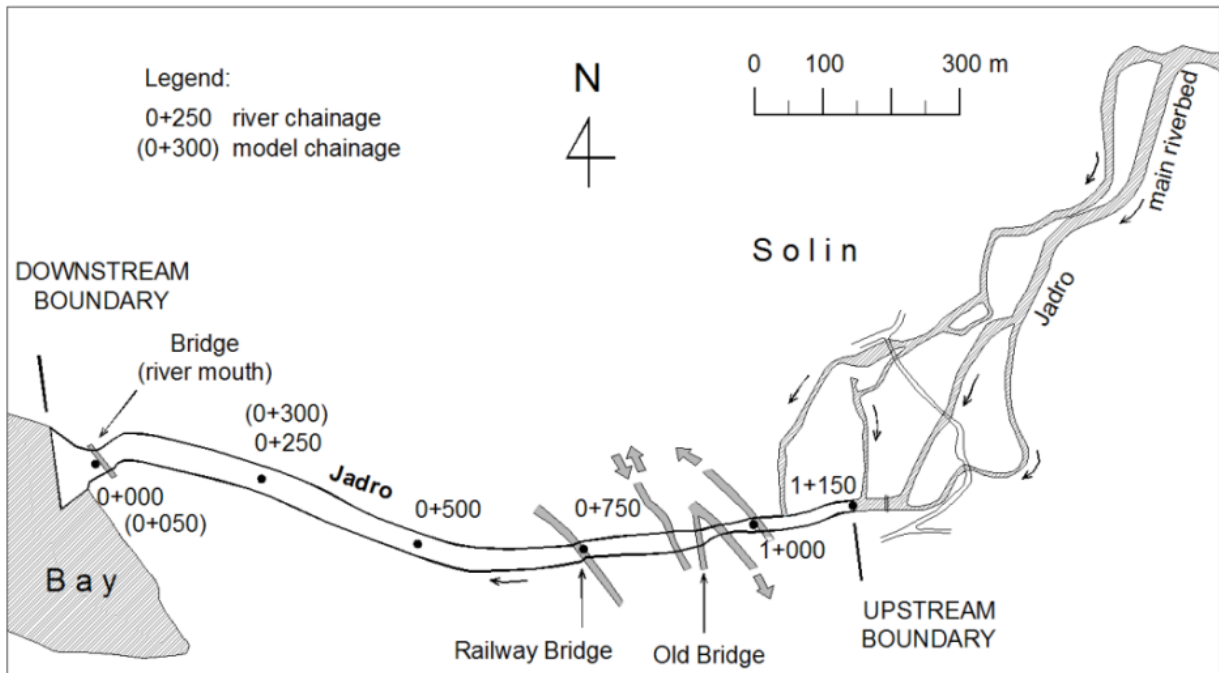 Legend:
0+250 river chainage
(0+300) model chainage
N
0 100 300 m
main riverbed
Solin
Jadro
DOWNSTREAM
BOUNDARY
Bridge
(river mouth)
(0+300)
0+250
Jadro
0+000
(0+050)
0+500
0+750
1+150
1+000
Bay
Railway Bridge
Old Bridge
UPSTREAM
BOUNDARY